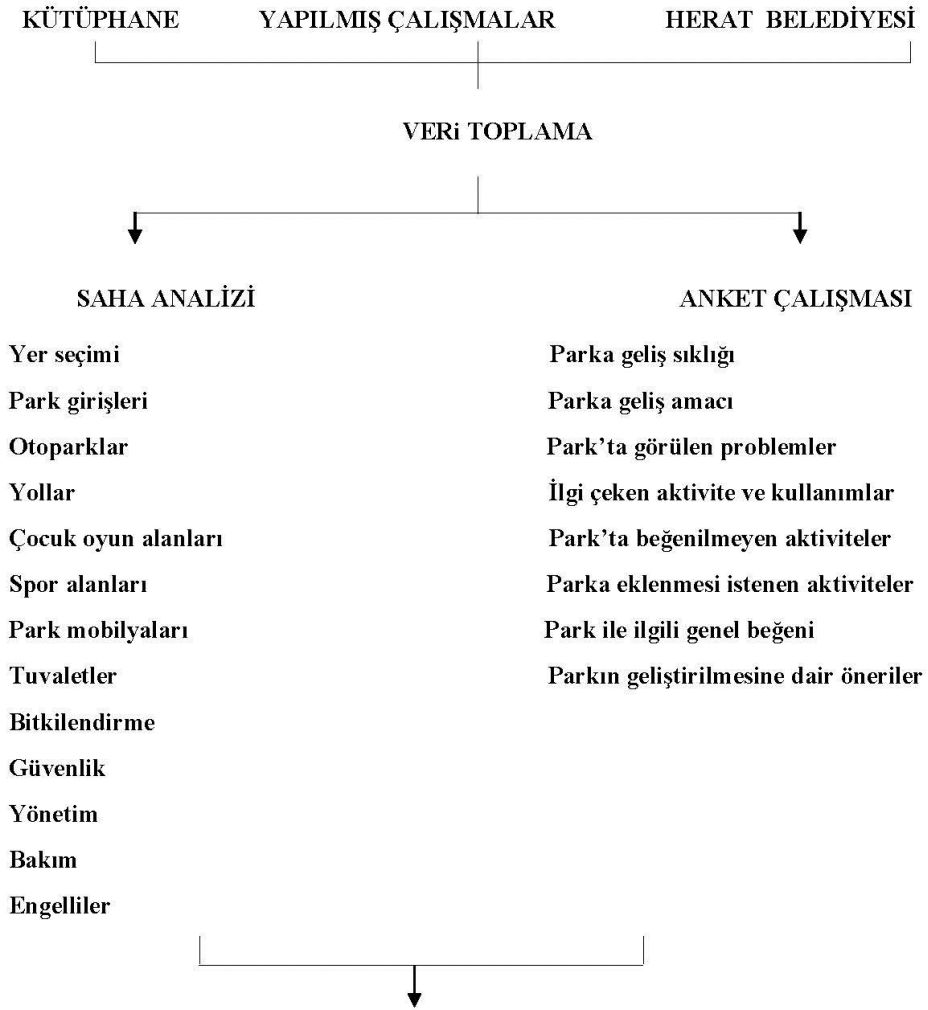 KÜTÜPHANE YAPILMIŞ ÇALIŞMALAR HERAT BELEDİYESİ
VERi TOPLAMA
SAHA ANALİZİ
Yer seçimi
Park girişleri
Otoparklar
Yollar
Çocuk oyun alanları
Spor alanları
Park mobilyaları
Tuvaletler
Bitkilendirme
Güvenlik
Yönetim
Bakım
Engelliler
ANKET ÇALIŞMASI
Parka geliş sıklığı
Parka geliş amacı
Park’ta görülen problemler
İlgi çeken aktivite ve kullanımlar
Park’ta beğenilmeyen aktiviteler
Parka eklenmesi istenen aktiviteler
Park ile ilgili genel beğeni
Parkın geliştirilmesine dair öneriler